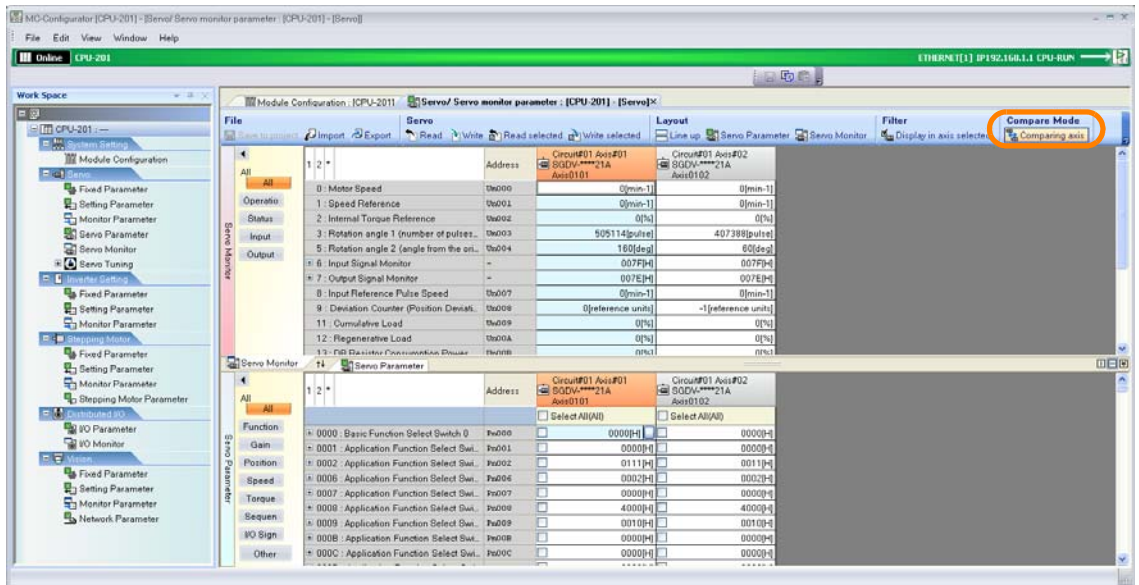 MC-Configurator [CPU-201] - [Servo/ Servo monitor parameter : [CPU-201] - [Servo]]
File Edit View Window Help
Online CPU-201
ETHERNET[1] IP192.168.1.1 CPU-RUN
Work Space
CPU-201 : ---
System Setting
Module Configuration
Servo
Fixed Parameter
Setting Parameter
Monitor Parameter
Servo Parameter
Servo Monitor
Servo Tuning
Inverter Setting
Fixed Parameter
Setting Parameter
Monitor Parameter
Stepping Motor
Fixed Parameter
Setting Parameter
Monitor Parameter
Stepping Motor Parameter
Distributed I/O
I/O Parameter
I/O Monitor
Vision
Fixed Parameter
Setting Parameter
Monitor Parameter
Network Parameter
Module Configuration : [CPU-201] Servo/ Servo monitor parameter : [CPU-201] - [Servo]×
File Servo Layout Filter Compare Mode
Save to project Import Export Read Write Read selected Write selected Line up Servo Parameter Servo Monitor Display in axis selected Comparing axis
Servo Monitor
All
All
Operatio
Status
Input
Output
1 2 * Address Circuit#01 Axis#01 SGDV-****21A Axis0101 Circuit#01 Axis#02 SGDV-****21A Axis0102
0 : Motor Speed Un000 0[min-1] 0[min-1]
1 : Speed Reference Un001 0[min-1] 0[min-1]
2 : Internal Torque Reference Un002 0[%] 0[%]
3 : Rotation angle 1 (number of pulses... Un003 505114[pulse] 407388[pulse]
5 : Rotation angle 2 (angle from the ori... Un004 160[deg] 60[deg]
6 : Input Signal Monitor - 007F[H] 007F[H]
7 : Output Signal Monitor - 007E[H] 007E[H]
8 : Input Reference Pulse Speed Un007 0[min-1] 0[min-1]
9 : Deviation Counter (Position Deviati... Un008 0[reference units] -1[reference units]
11 : Cumulative Load Un009 0[%] 0[%]
12 : Regenerative Load Un00A 0[%] 0[%]
13 : DB Resistor Consumption Power Un00B 0[%] 0[%]
Servo Monitor Servo Parameter
Servo Parameter
All
All
Function
Gain
Position
Speed
Torque
Sequen
I/O Sign
Other
1 2 * Address Circuit#01 Axis#01 SGDV-****21A Axis0101 Circuit#01 Axis#02 SGDV-****21A Axis0102
Select All(All) Select All(All)
0000 : Basic Function Select Switch 0 Pn000 0000[H] 0000[H]
0001 : Application Function Select Swi... Pn001 0000[H] 0000[H]
0002 : Application Function Select Swi... Pn002 0111[H] 0011[H]
0006 : Application Function Select Swi... Pn006 0002[H] 0002[H]
0007 : Application Function Select Swi... Pn007 0000[H] 0000[H]
0008 : Application Function Select Swi... Pn008 4000[H] 4000[H]
0009 : Application Function Select Swi... Pn009 0010[H] 0010[H]
000B : Application Function Select Swi... Pn00B 0000[H] 0000[H]
000C : Application Function Select Swi... Pn00C 0000[H] 0000[H]